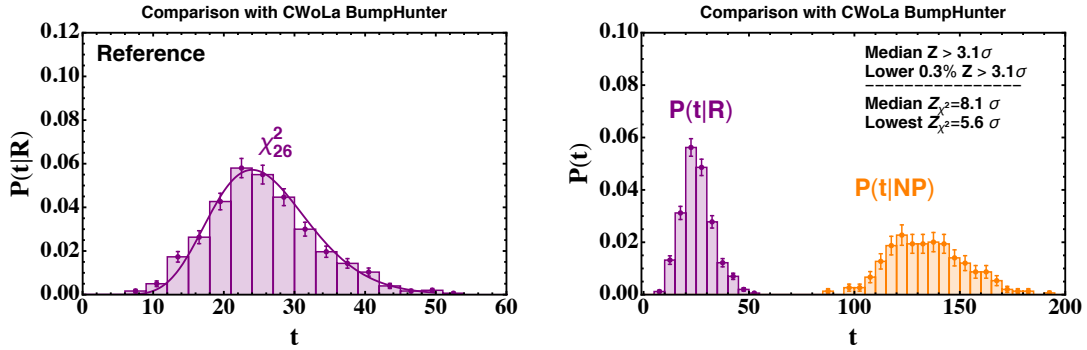 Comparison with CWoLa BumpHunter
Reference
χ²₂₆
P(t|R)
0.12
0.10
0.08
0.06
0.04
0.02
0.00
0 10 20 30 40 50 60
t
Comparison with CWoLa BumpHunter
Median Z > 3.1σ
Lower 0.3% Z > 3.1σ
----------------
Median Zχ²=8.1 σ
Lowest Zχ²=5.6 σ
P(t|R)
P(t|NP)
P(t)
0.10
0.08
0.06
0.04
0.02
0.00
0 50 100 150 200
t